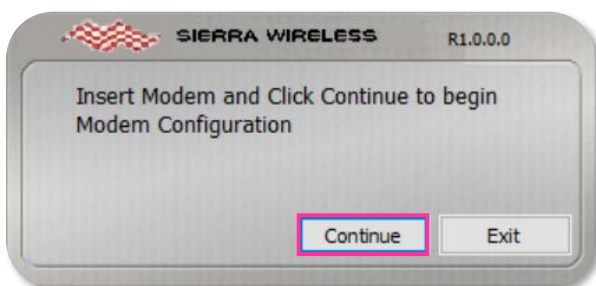 SIERRA WIRELESS R1.0.0.0
Insert Modem and Click Continue to begin
Modem Configuration
Continue Exit